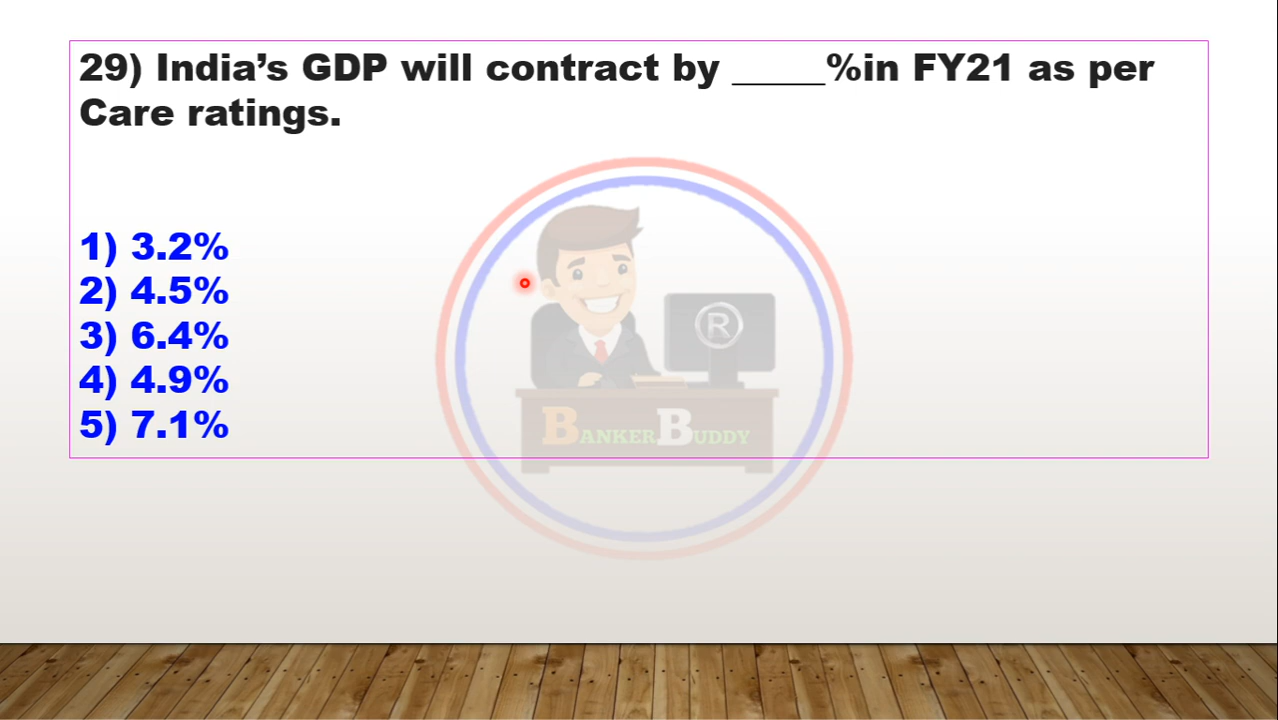 29) India’s GDP will contract by _____%in FY21 as per
Care ratings.
1) 3.2%
2) 4.5%
3) 6.4%
4) 4.9%
5) 7.1%
R
BANKER BUDDY